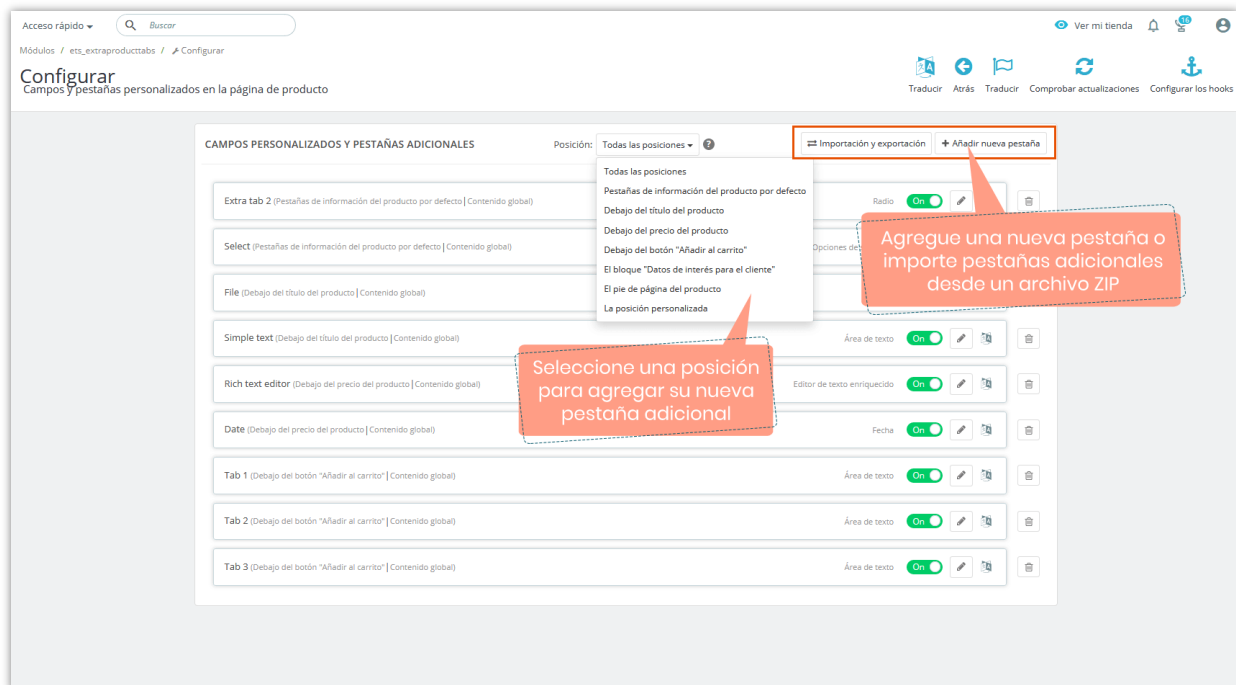 Acceso rápido
Buscar
Ver mi tienda
16
Módulos / ets_extraproducttabs / Configurar
Configurar
Campos y pestañas personalizados en la página de producto
Traducir
Atrás
Traducir
Comprobar actualizaciones
Configurar los hooks
CAMPOS PERSONALIZADOS Y PESTAÑAS ADICIONALES
Posición:
Todas las posiciones
?
Importación y exportación
+ Añadir nueva pestaña
Todas las posiciones
Pestañas de información del producto por defecto
Debajo del título del producto
Debajo del precio del producto
Debajo del botón "Añadir al carrito"
El bloque "Datos de interés para el cliente"
El pie de página del producto
La posición personalizada
Agregue una nueva pestaña o
importe pestañas adicionales
desde un archivo ZIP
Seleccione una posición
para agregar su nueva
pestaña adicional
Extra tab 2 (Pestañas de información del producto por defecto|Contenido global)
Radio
On
Select (Pestañas de información del producto por defecto|Contenido global)
Opciones de
File (Debajo del título del producto|Contenido global)
Simple text (Debajo del título del producto|Contenido global)
Área de texto
On
Rich text editor (Debajo del precio del producto|Contenido global)
Editor de texto enriquecido
On
Date (Debajo del precio del producto|Contenido global)
Fecha
On
Tab 1 (Debajo del botón "Añadir al carrito"|Contenido global)
Área de texto
On
Tab 2 (Debajo del botón "Añadir al carrito"|Contenido global)
Área de texto
On
Tab 3 (Debajo del botón "Añadir al carrito"|Contenido global)
Área de texto
On